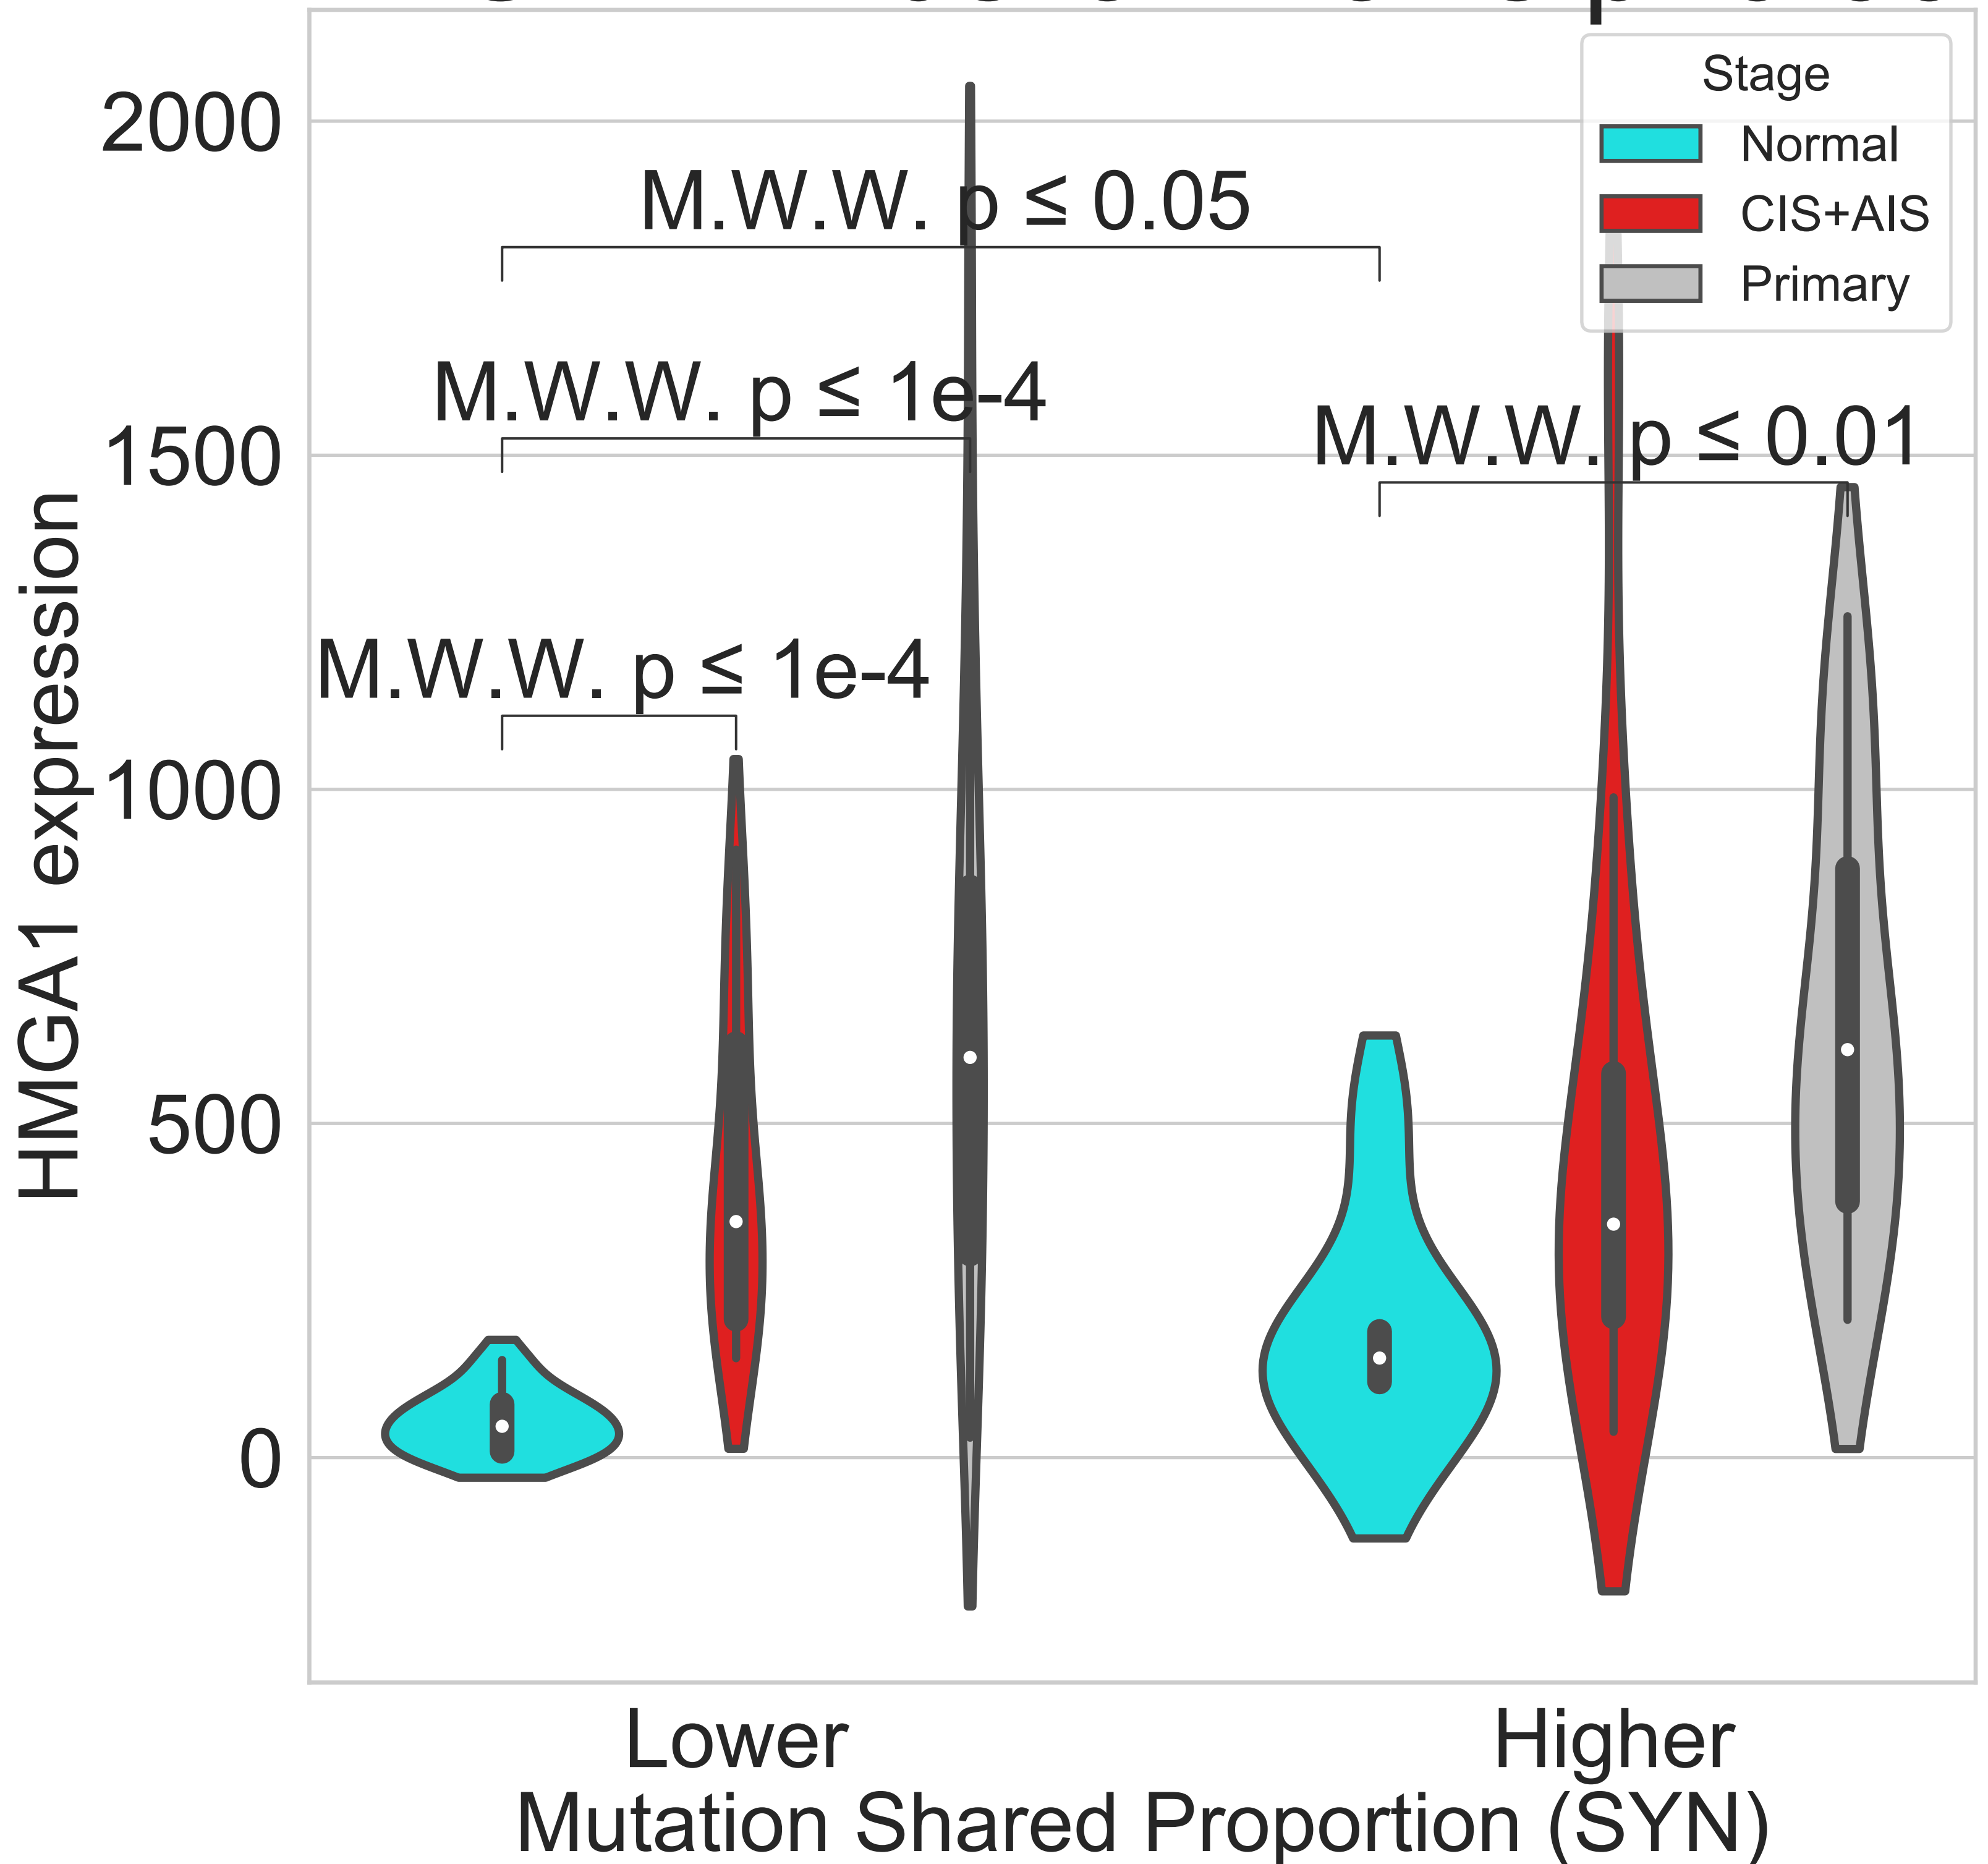 Stage
Normal
CIS+AIS
Primary
2000
1500
1000
500
0
HMGA1 expression
M.W.W. p ≤ 0.05
M.W.W. p ≤ 1e-4
M.W.W. p ≤ 0.01
M.W.W. p ≤ 1e-4
Lower
Higher
Mutation Shared Proportion (SYN)